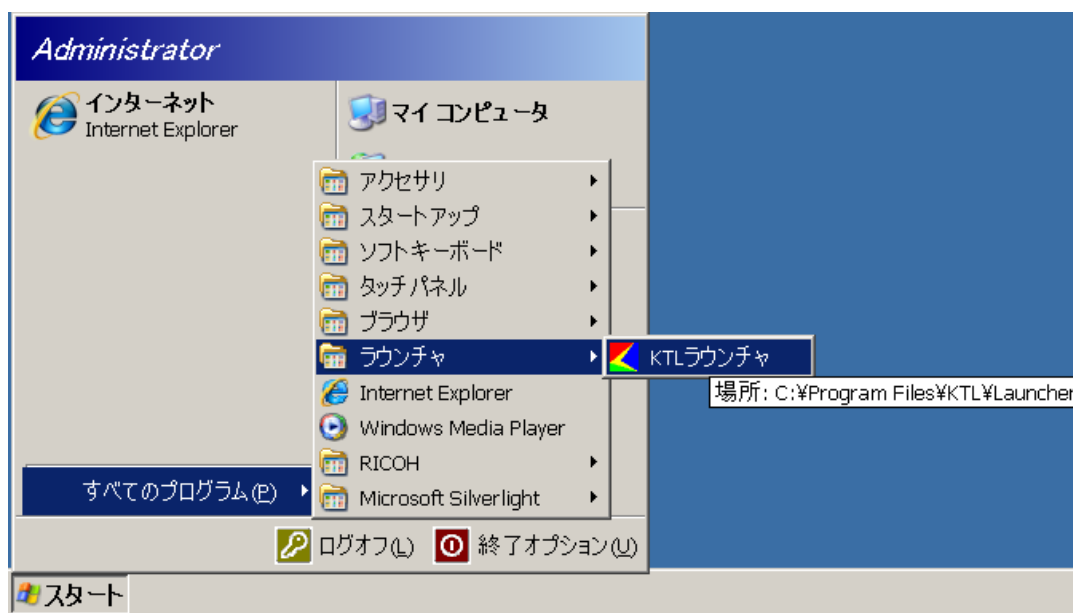 Administrator
インターネット
Internet Explorer
マイ コンピュータ
アクセサリ
スタートアップ
ソフトキーボード
タッチパネル
ブラウザ
ラウンチャ
KTLラウンチャ
場所: C:¥Program Files¥KTL¥Launcher
Internet Explorer
Windows Media Player
RICOH
Microsoft Silverlight
すべてのプログラム(P)
ログオフ(L)
終了オプション(U)
スタート